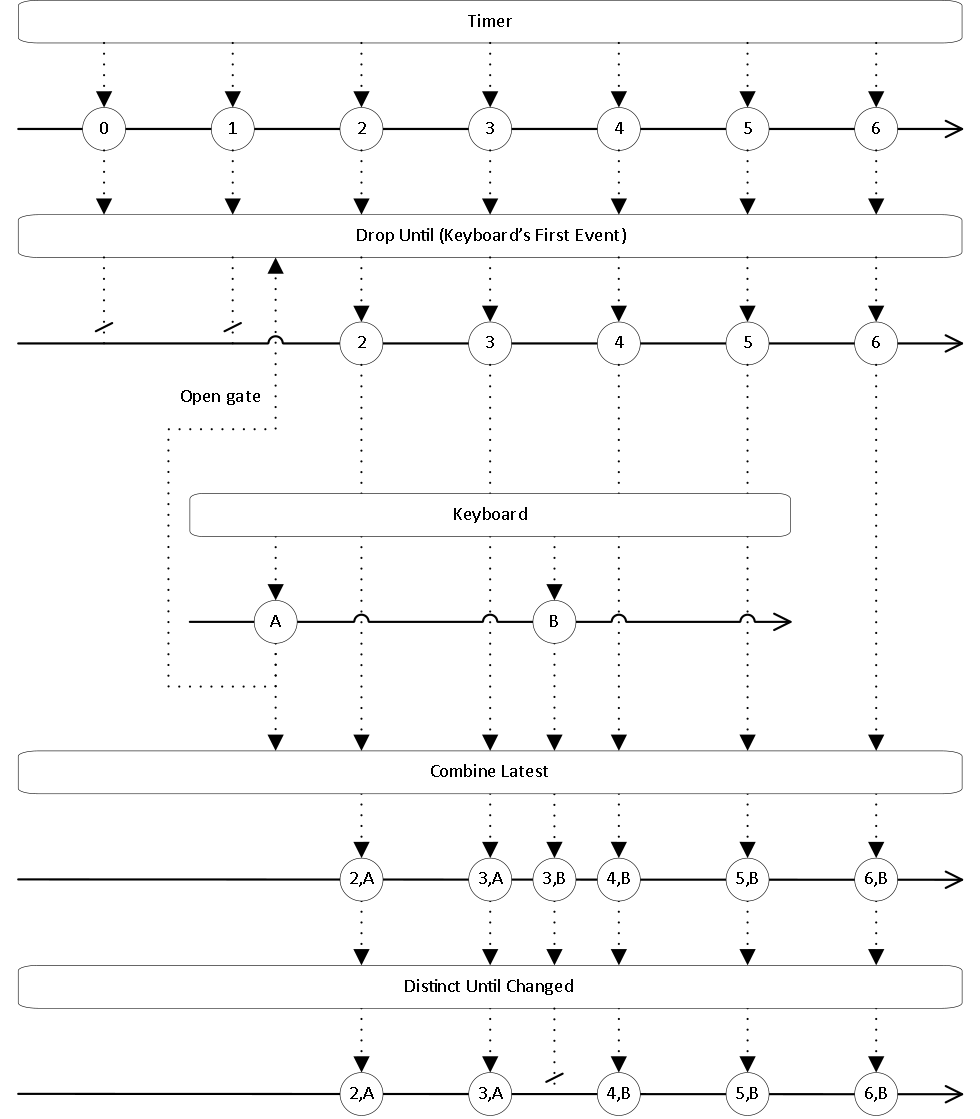 Timer
0 1 2 3 4 5 6
Drop Until (Keyboard's First Event)
2 3 4 5 6
Open gate
Keyboard
A B
Combine Latest
2,A 3,A 3,B 4,B 5,B 6,B
Distinct Until Changed
2,A 3,A 4,B 5,B 6,B